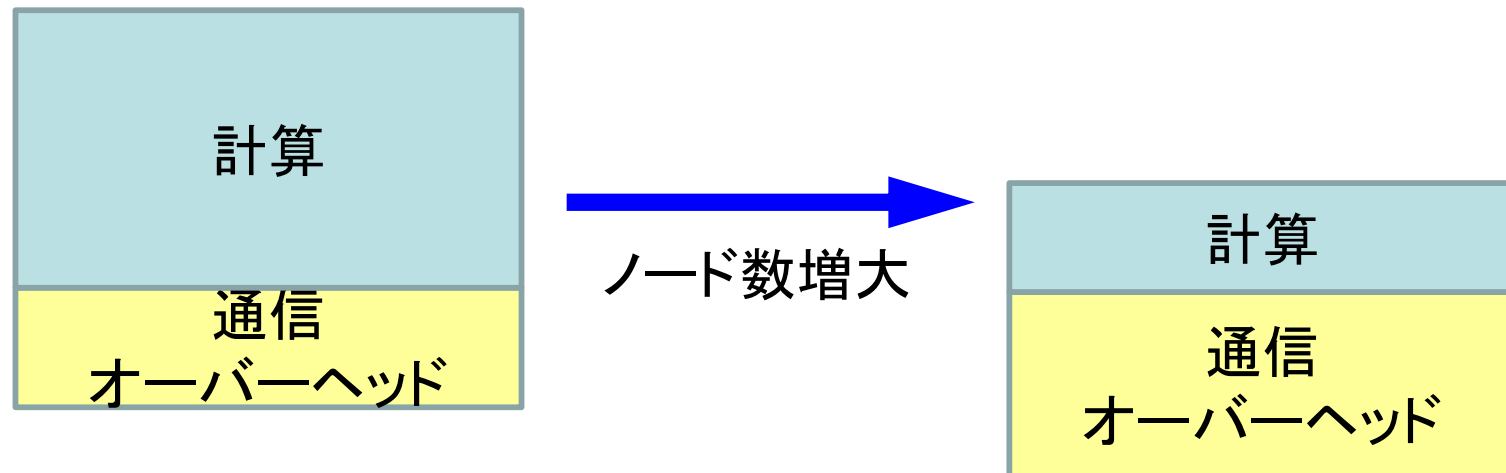 計算
通信
オーバーヘッド
ノード数増大
計算
通信
オーバーヘッド